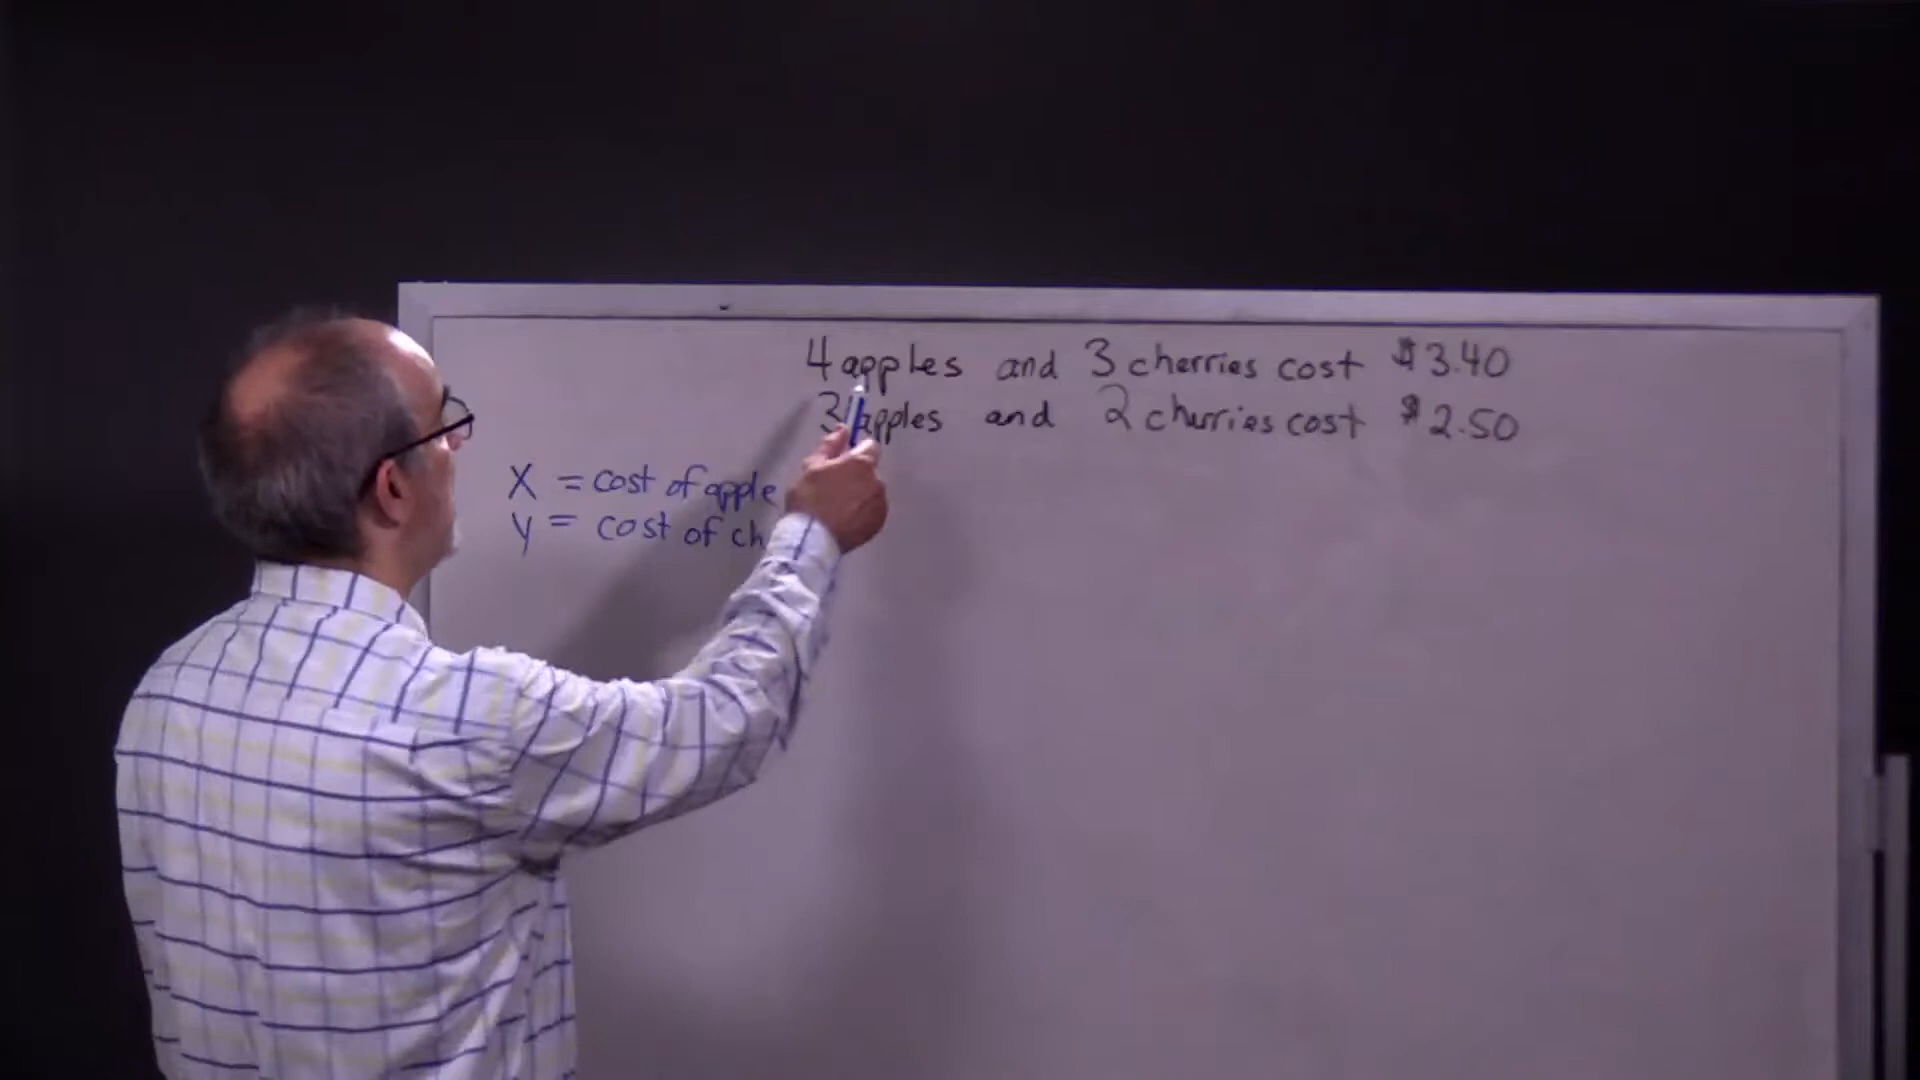 4 apples and 3 cherries cost $3.40
3 apples and 2 cherries cost $2.50
X = cost of apple
y = cost of ch